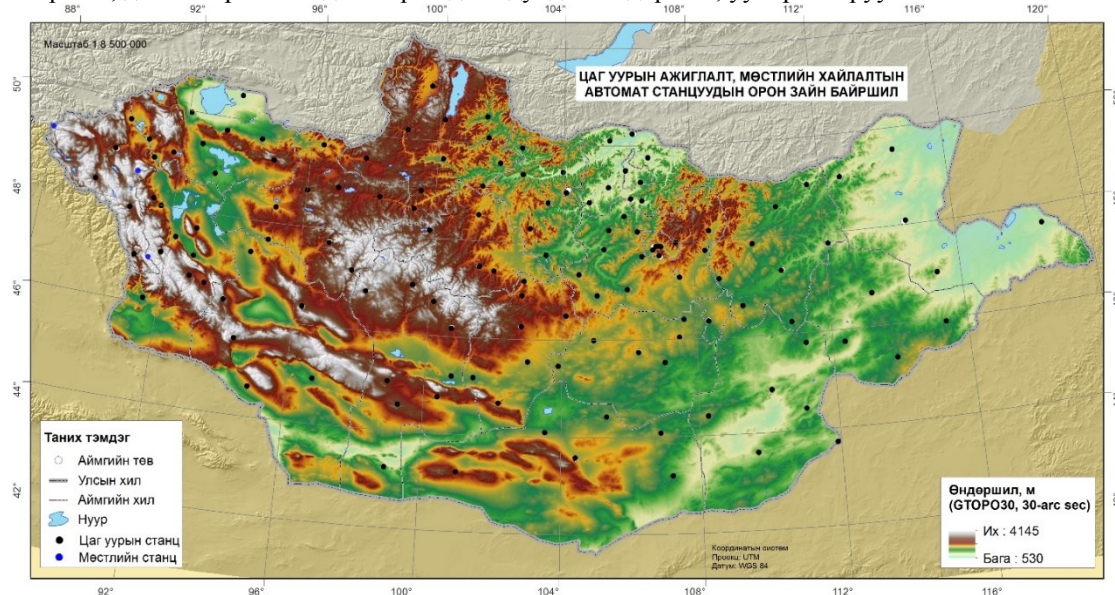 88° 92° 96° 100° 104° 108° 112° 116° 120°
Масштаб 1:8 500 000
ЦАГ УУРЫН АЖИГЛАЛТ, МӨСТЛИЙН ХАЙЛАЛТЫН
АВТОМАТ СТАНЦУУДЫН ОРОН ЗАЙН БАЙРШИЛ
50°
48°
46°
44°
42°
Таних тэмдэг
Аймгийн төв
Улсын хил
Аймгийн хил
Нуур
Цаг уурын станц
Мөстлийн станц
Өндөршил, м
(GTOPO30, 30-arc sec)
Их : 4145
Бага : 530
Координатын систем
Проекц: UTM
Датум: WGS 84
92° 96° 100° 104° 108° 112° 116°